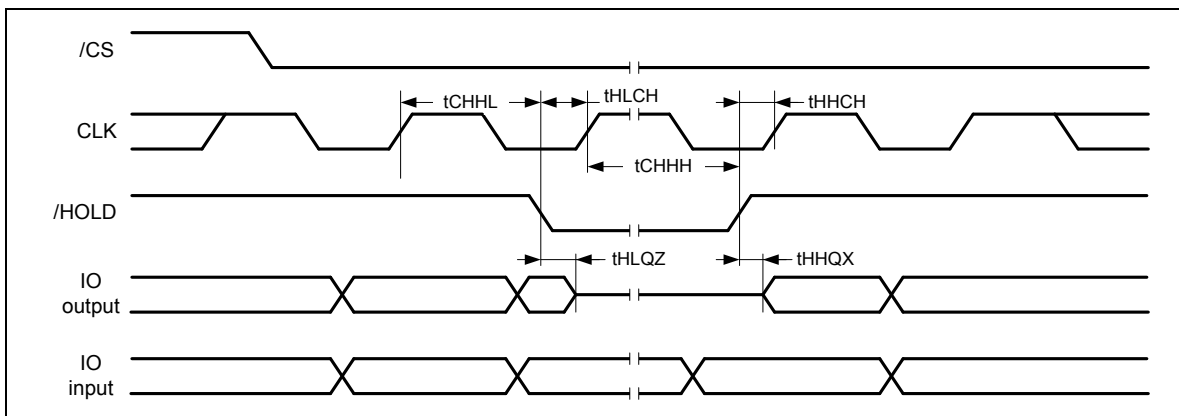 /CS
tCHHL
tHLCH
tHHCH
CLK
tCHHH
/HOLD
tHLQZ
tHHQX
IO
output
IO
input